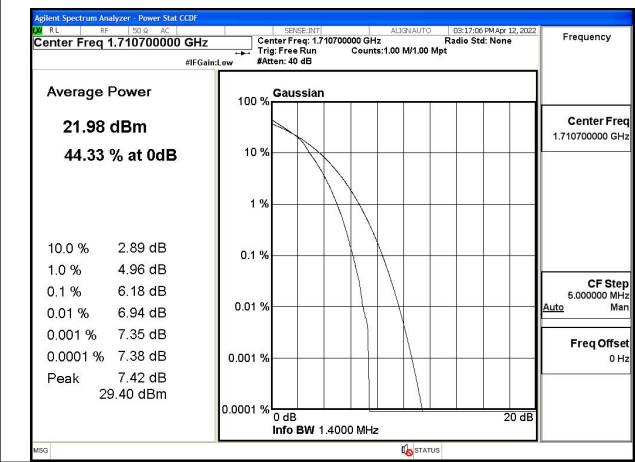 Agilent Spectrum Analyzer - Power Stat CCDF
RL RF 50 Ω AC SENSE:INT ALIGNAUTO 03:17:06 PM Apr 12, 2022
Center Freq 1.710700000 GHz
Center Freq: 1.710700000 GHz Radio Std: None
Trig: Free Run Counts:1.00 M/1.00 Mpt
#IFGain:Low #Atten: 40 dB
Frequency
Average Power
21.98 dBm
44.33 % at 0dB
10.0 % 2.89 dB
1.0 % 4.96 dB
0.1 % 6.18 dB
0.01 % 6.94 dB
0.001 % 7.35 dB
0.0001 % 7.38 dB
Peak 7.42 dB
29.40 dBm
Gaussian
100 %
10 %
1 %
0.1 %
0.01 %
0.001 %
0.0001 %
0 dB 20 dB
Info BW 1.4000 MHz
Center Freq
1.710700000 GHz
CF Step
5.000000 MHz
Auto Man
Freq Offset
0 Hz
MSG STATUS